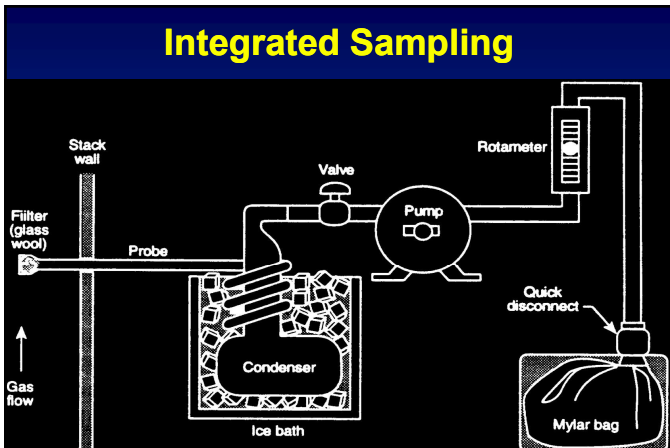 Integrated Sampling
Stack
wall
Valve
Rotameter
Fiilter
(glass
wool)
Probe
Pump
Quick
disconnect
Gas
flow
Condenser
Ice bath
Mylar bag